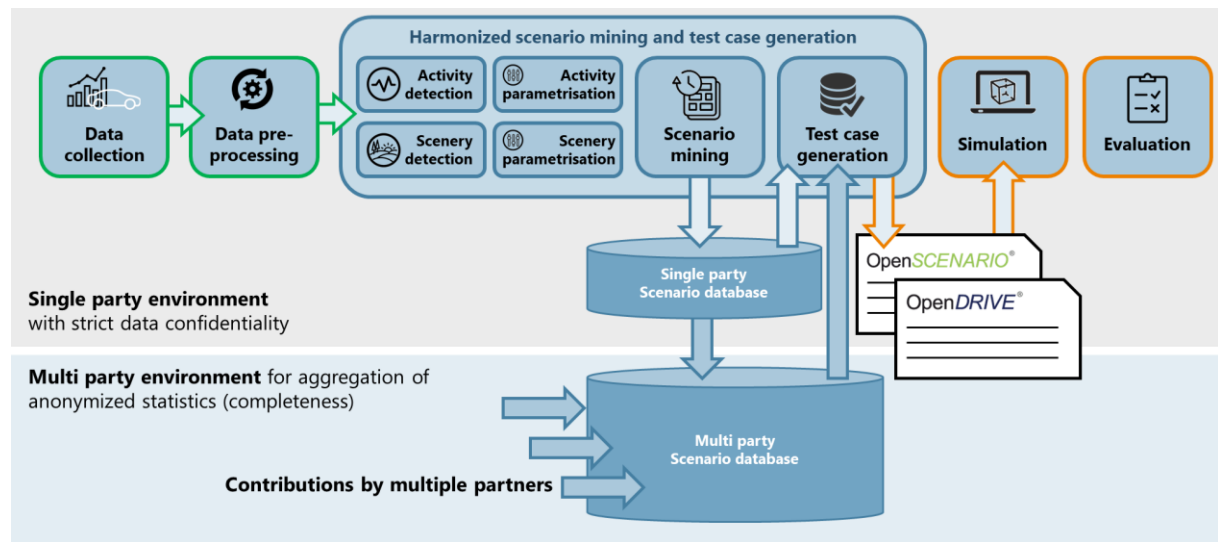 Harmonized scenario mining and test case generation
Data
collection
Data pre-
processing
Activity
detection
Activity
parametrisation
Scenery
detection
Scenery
parametrisation
Scenario
mining
Test case
generation
Simulation
Evaluation
Single party
Scenario database
OpenSCENARIO®
OpenDRIVE®
Single party environment
with strict data confidentiality
Multi party environment for aggregation of
anonymized statistics (completeness)
Multi party
Scenario database
Contributions by multiple partners